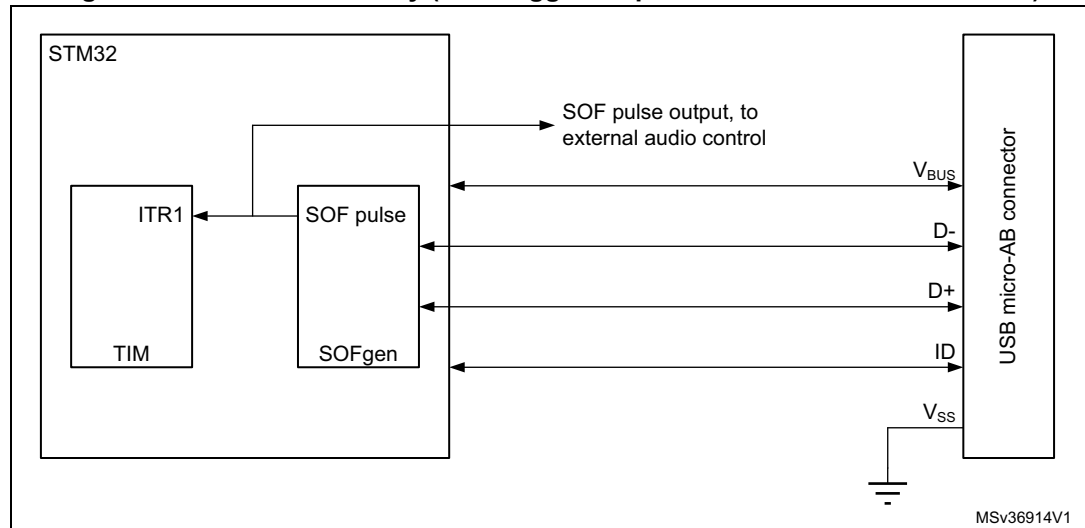 STM32
SOF pulse output, to
external audio control
VBUS
ITR1
SOF pulse
D-
D+
TIM
SOFgen
ID
VSS
USB micro-AB connector
MSv36914V1